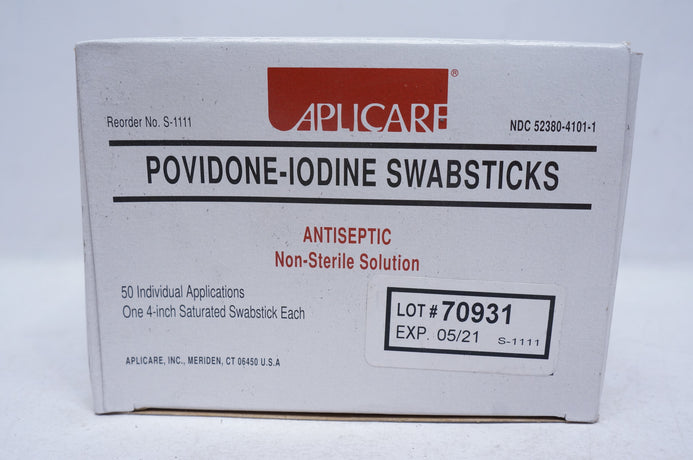 APLICARE®
Reorder No. S-1111
NDC 52380-4101-1
POVIDONE-IODINE SWABSTICKS
ANTISEPTIC
Non-Sterile Solution
50 Individual Applications
One 4-inch Saturated Swabstick Each
LOT # 70931
EXP. 05/21 S-1111
APLICARE, INC., MERIDEN, CT 06450 U.S.A